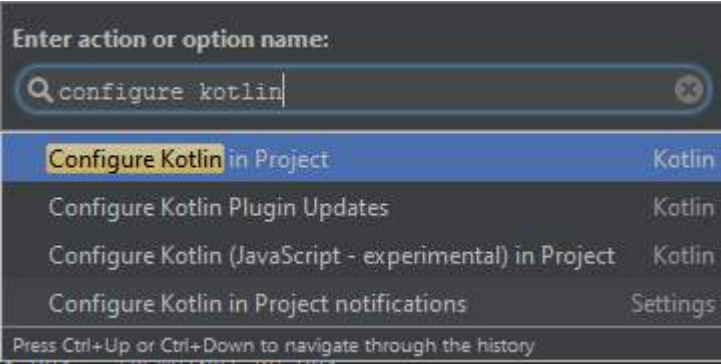 Enter action or option name:
configure kotlin
Configure Kotlin in Project Kotlin
Configure Kotlin Plugin Updates Kotlin
Configure Kotlin (JavaScript - experimental) in Project Kotlin
Configure Kotlin in Project notifications Settings
Press Ctrl+Up or Ctrl+Down to navigate through the history